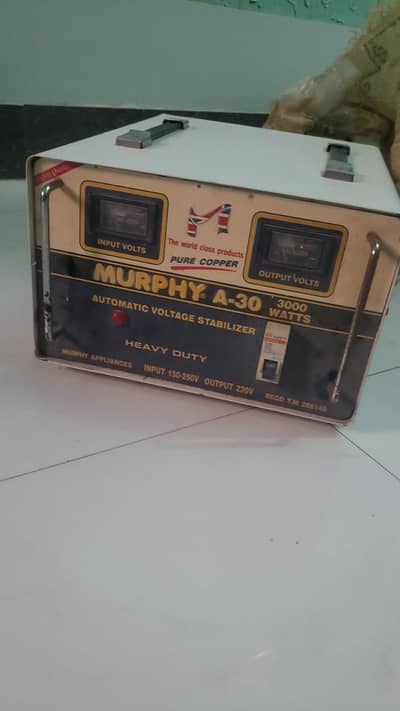 INPUT VOLTS
M
The world class products
PURE COPPER
OUTPUT VOLTS
MURPHY A-30 3000 WATTS
AUTOMATIC VOLTAGE STABILIZER
HEAVY DUTY
MURPHY APPLIANCES INPUT 150-250V OUTPUT 220V REGD T.M